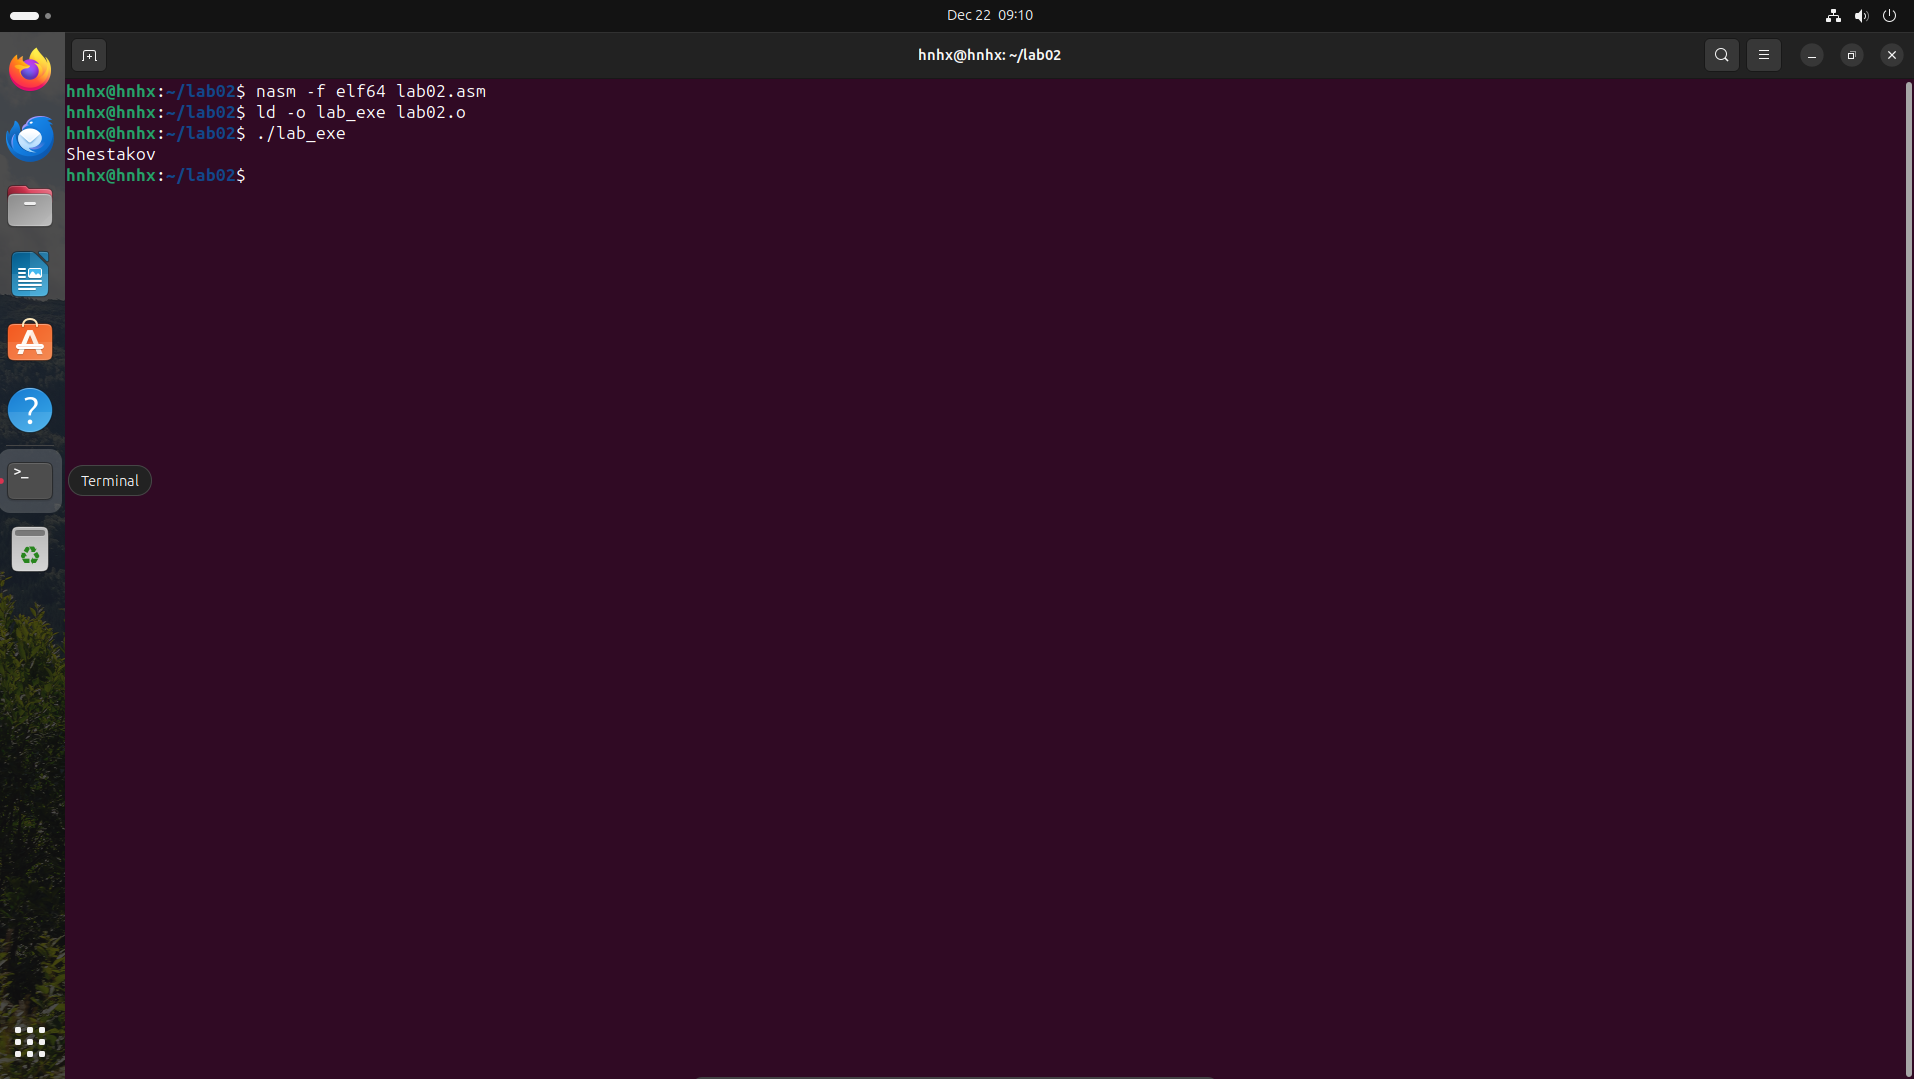 Dec 22 09:10
hnhx@hnhx: ~/lab02
hnhx@hnhx:~/lab02$ nasm -f elf64 lab02.asm
hnhx@hnhx:~/lab02$ ld -o lab_exe lab02.o
hnhx@hnhx:~/lab02$ ./lab_exe
Shestakov
hnhx@hnhx:~/lab02$
Terminal